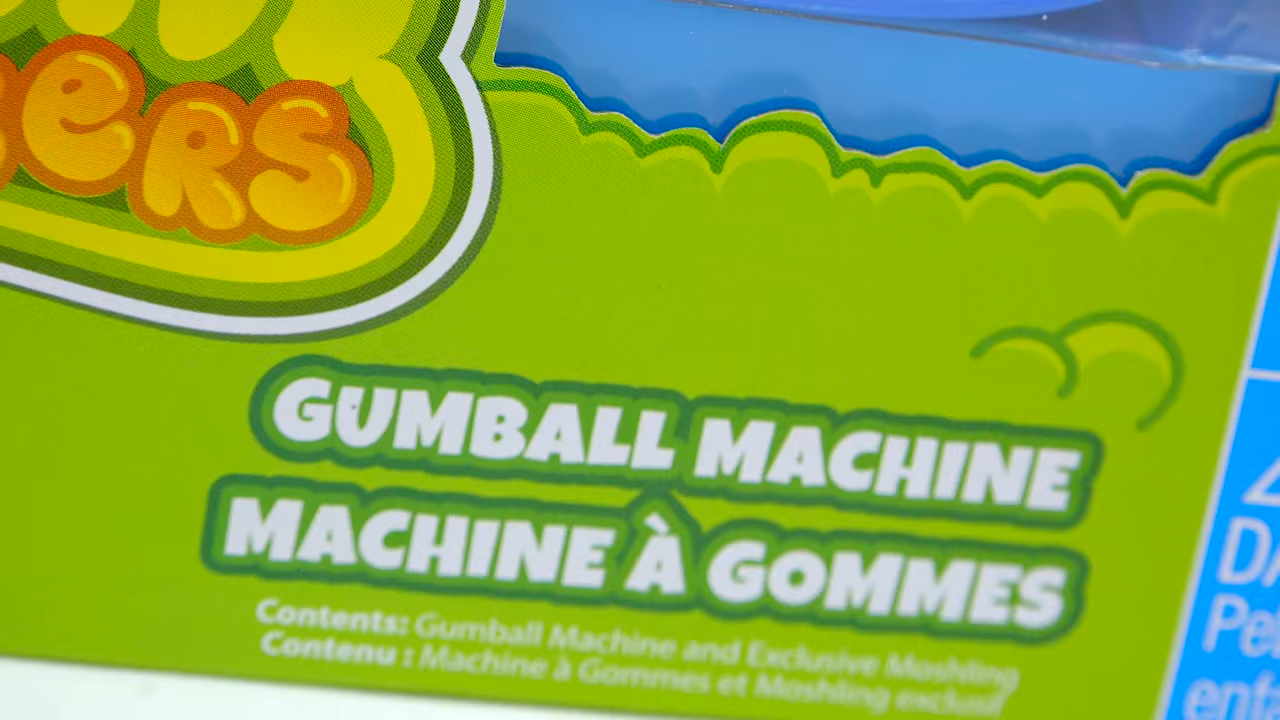 ers
GUMBALL MACHINE
MACHINE À GOMMES
Contents: Gumball Machine and Exclusive Moshling
Contenu : Machine à Gommes et Moshling exclusif